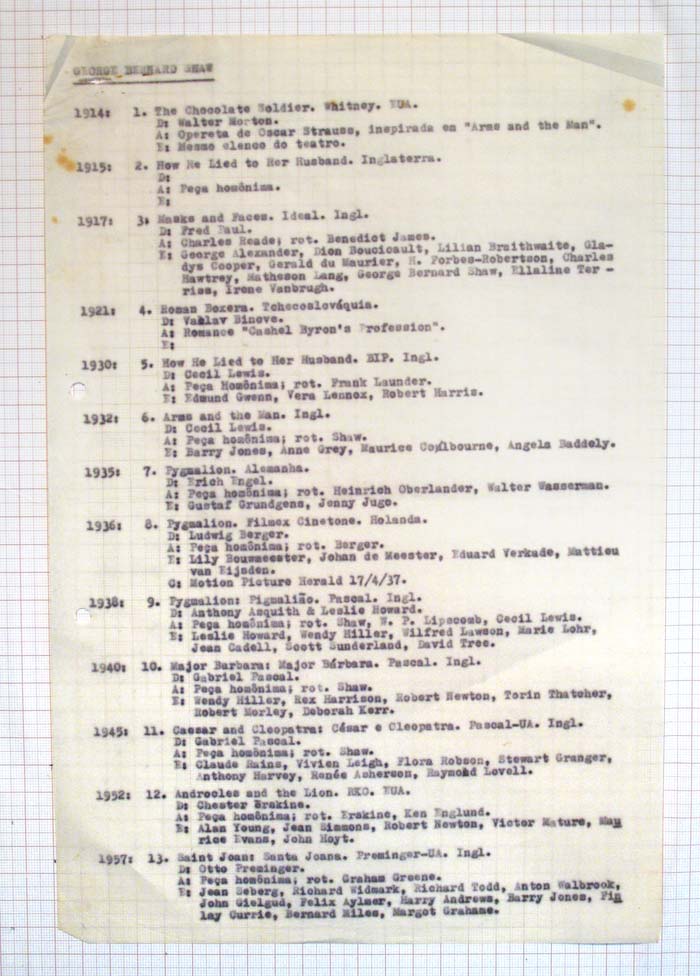 GEORGE BERNARD SHAW
1914: 1. The Chocolate Soldier. Whitney. EUA.
D: Walter Morton.
A: Opereta de Oscar Strauss, inspirada em "Arms and the Man".
E: Mesmo elenco do teatro.
1915: 2. How He Lied to Her Husband. Inglaterra.
D:
A: Peça homônima.
E:
1917: 3. Masks and Faces. Ideal. Ingl.
D: Fred Paul.
A: Charles Reade; rot. Benedict James.
E: George Alexander, Dion Boucicault, Lilian Braithwaite, Gla-
dys Cooper, Gerald du Maurier, H. Forbes-Robertson, Charles
Hawtrey, Matheson Lang, George Bernard Shaw, Ellaline Ter -
riss, Irene Vanbrugh.
1921: 4. Roman Boxera. Tchecoslováquia.
D: Vaklav Binove.
A: Romance "Cashel Byron's Profession".
E:
1930: 5. How He Lied to Her Husband. BIP. Ingl.
D: Cecil Lewis.
A: Peça Homônima; rot. Frank Launder.
E: Edmund Gwenn, Vera Lennox, Robert Harris.
1932: 6. Arms and the Man. Ingl.
D: Cecil Lewis.
A: Peça homônima; rot. Shaw.
E: Barry Jones, Anne Grey, Maurice Colbourne, Angela Baddely.
1935: 7. Pygmalion. Alemanha.
D: Erich Engel.
A: Peça homônima; rot. Heinrich Oberlander, Walter Wasserman.
E: Gustaf Grundgens, Jenny Jugo.
1936: 8. Pygmalion. Filmex Cinetone. Holanda.
D: Ludwig Berger.
A: Peça homônima; rot. Berger.
E: Lily Bouwmeester, Johan de Meester, Eduard Verkade, Mattieu
van Eijsden.
C: Motion Picture Herald 17/4/37.
1938: 9. Pygmalion: Pigmalião. Pascal. Ingl.
D: Anthony Asquith & Leslie Howard.
A: Peça homônima; rot. Shaw, W. P. Lipscomb, Cecil Lewis.
E: Leslie Howard, Wendy Hiller, Wilfred Lawson, Marie Lohr,
Jean Cadell, Scott Sunderland, David Tree.
1940: 10. Major Barbara: Major Bárbara. Pascal. Ingl.
D: Gabriel Pascal.
A: Peça homônima; rot. Shaw.
E: Wendy Hiller, Rex Harrison, Robert Newton, Torin Thatcher,
Robert Morley, Deborah Kerr.
1945: 11. Caesar and Cleopatra: César e Cleopatra. Pascal-UA. Ingl.
D: Gabriel Pascal.
A: Peça homônima; rot. Shaw.
E: Claude Rains, Vivien Leigh, Flora Robson, Stewart Granger,
Anthony Harvey, Renée Asherson, Raymond Lovell.
1952: 12. Androcles and the Lion. RKO. EUA.
D: Chester Erskine.
A: Peça homônima; rot. Erskine, Ken Englund.
E: Alan Young, Jean Simmons, Robert Newton, Victor Mature, Mau
rice Evans, John Hoyt.
1957: 13. Saint Joan: Santa Joana. Preminger-UA. Ingl.
D: Otto Preminger.
A: Peça homônima; rot. Graham Greene.
E: Jean Seberg, Richard Widmark, Richard Todd, Anton Walbrook,
John Gielgud, Felix Aylmer, Harry Andrews, Barry Jones, Fin
lay Currie, Bernard Miles, Margot Grahame.